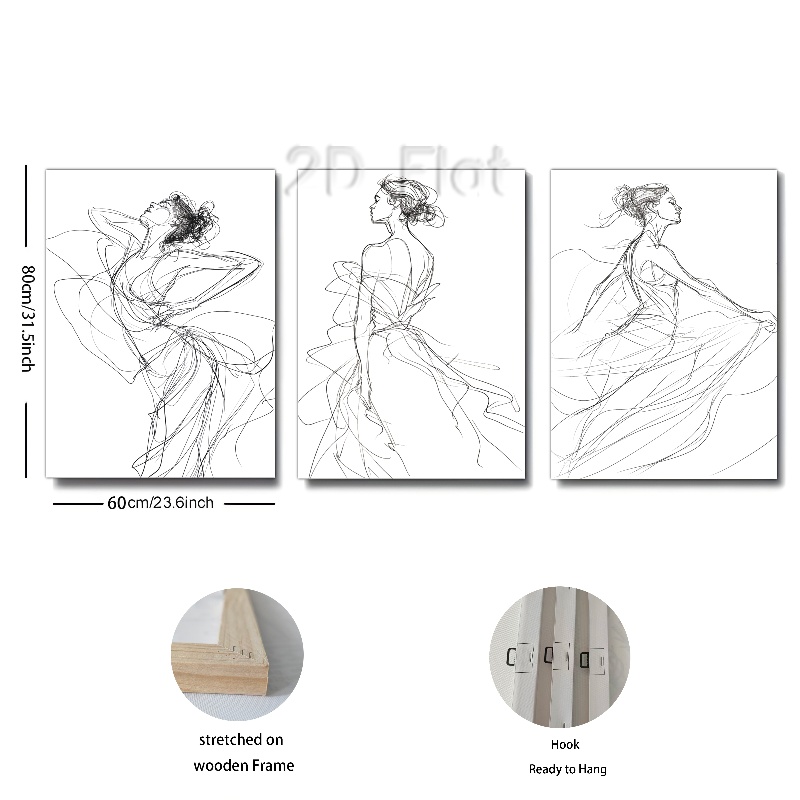 2D Flat
80cm/31.5inch
60cm/23.6inch
stretched on
wooden Frame
Hook
Ready to Hang